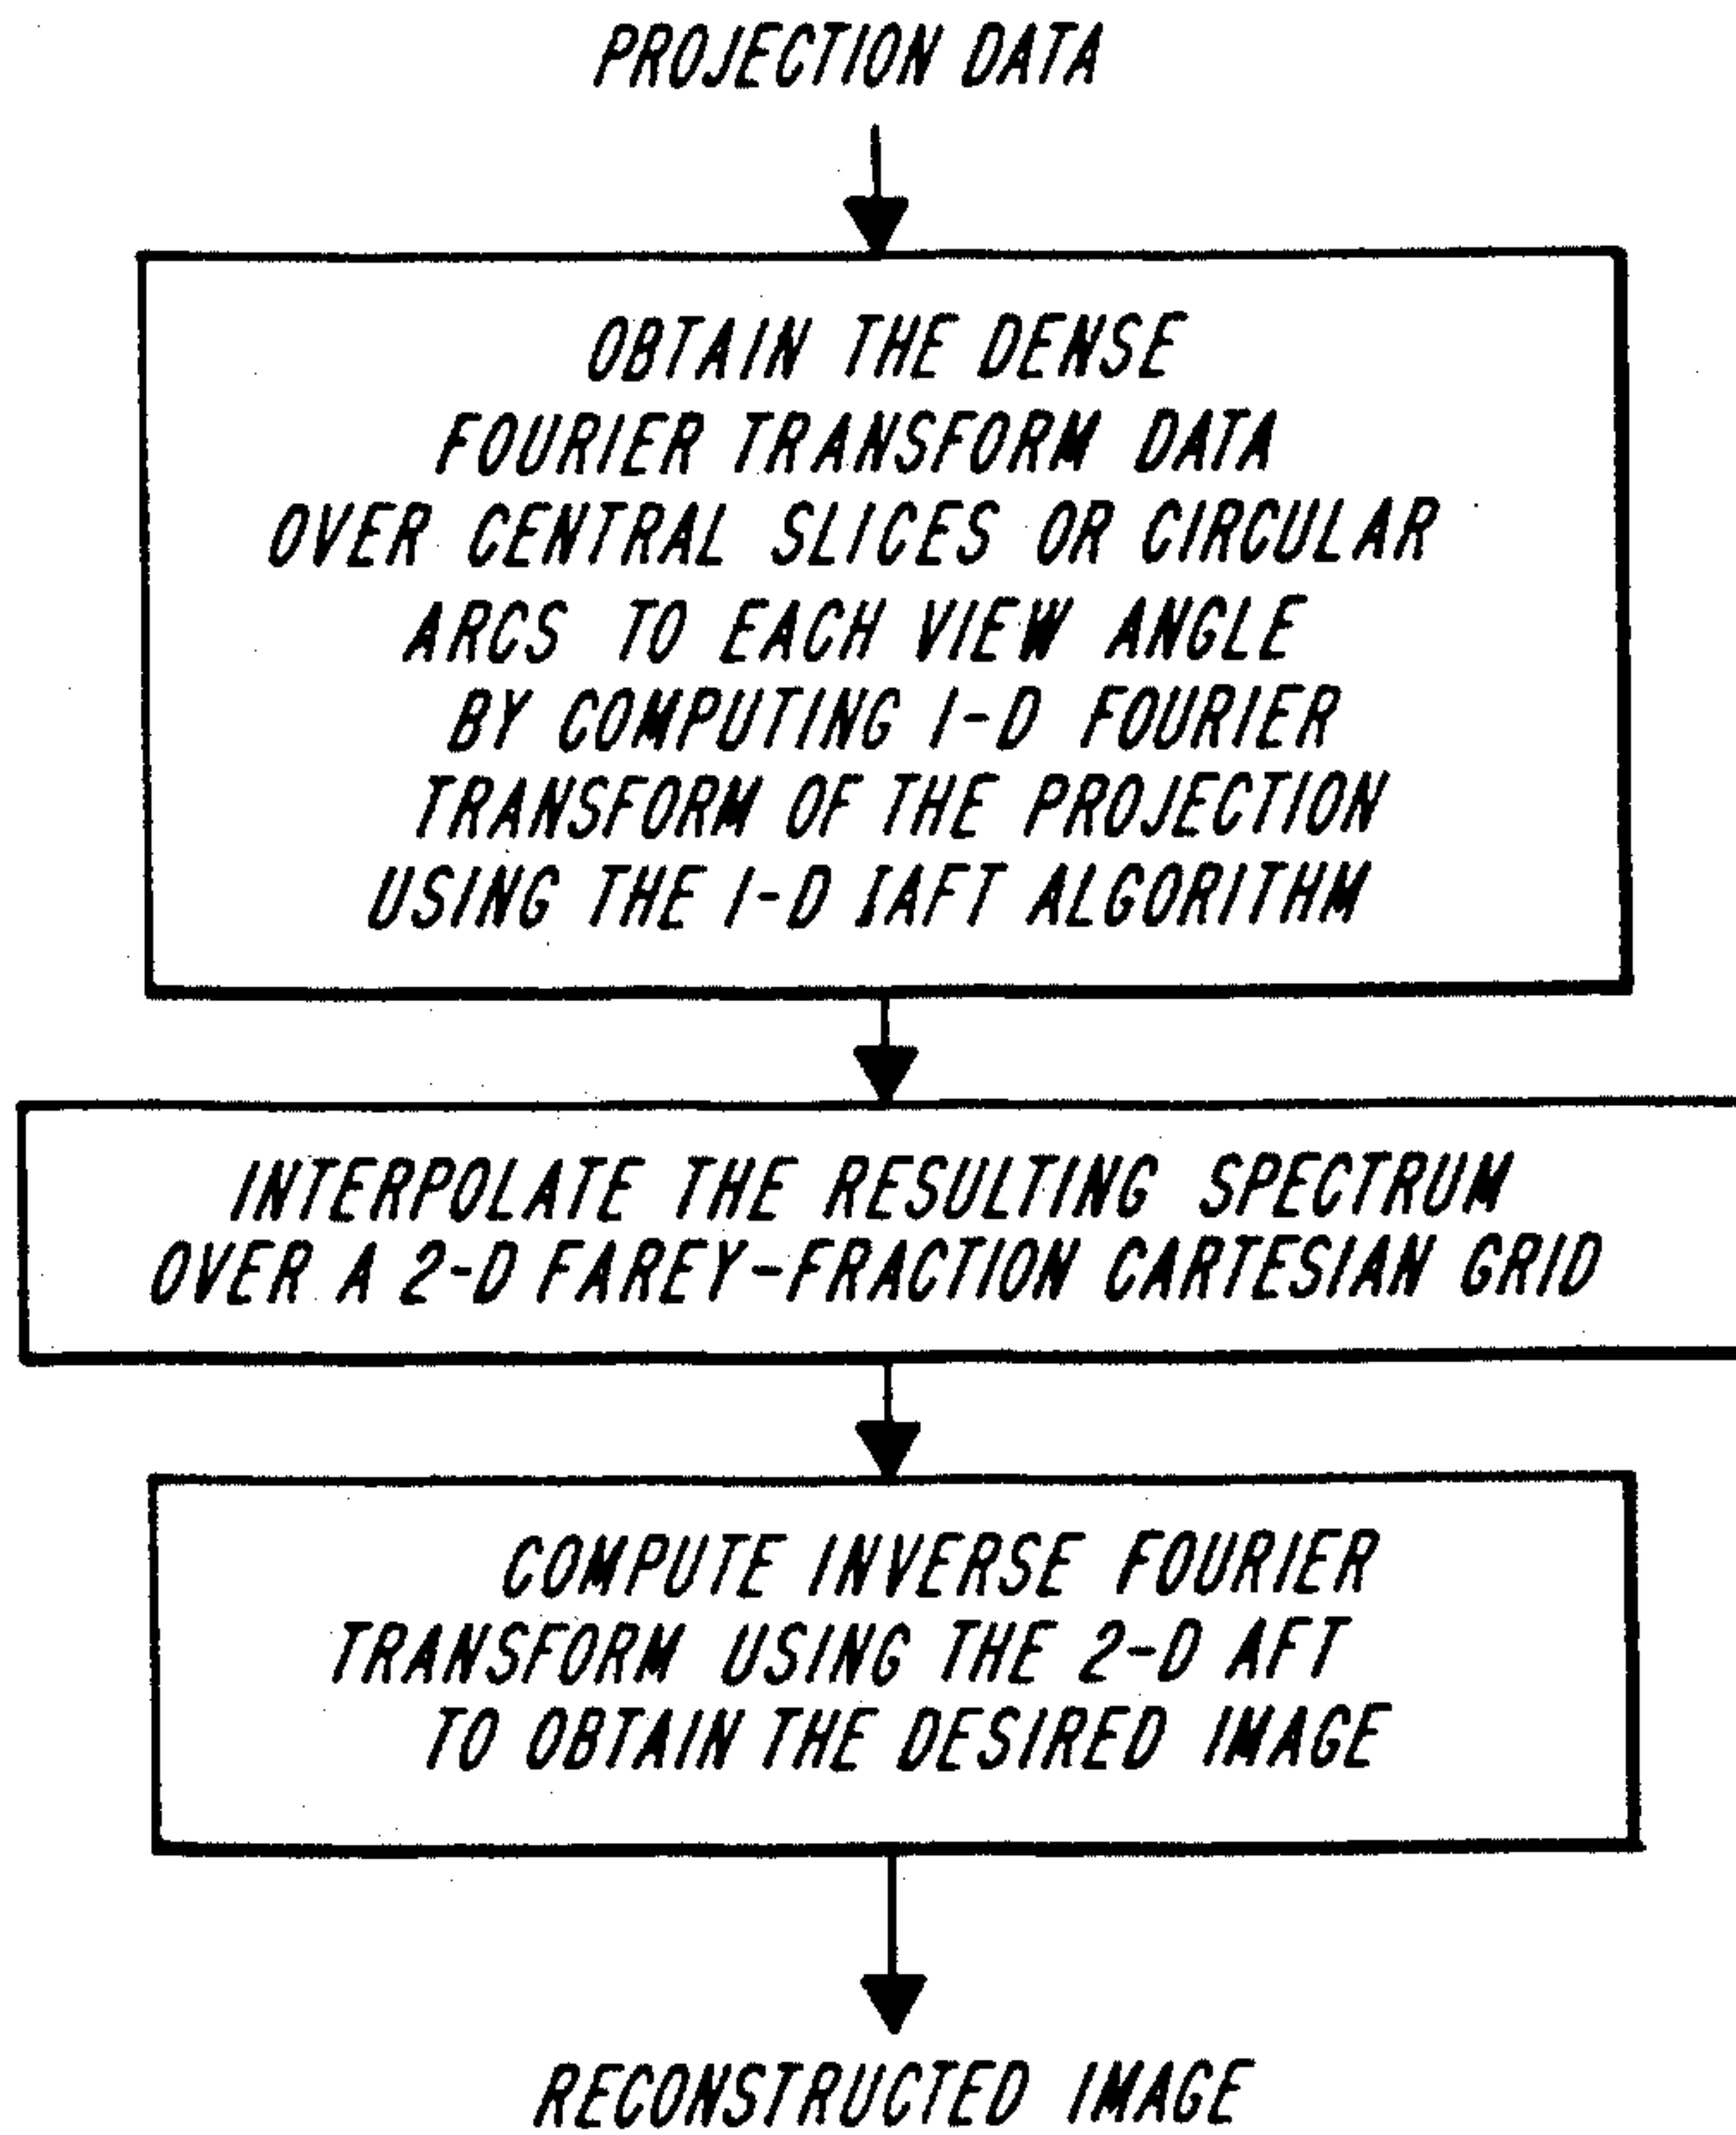 PROJECTION DATA
OBTAIN THE DENSE
FOURIER TRANSFORM DATA
OVER CENTRAL SLICES OR CIRCULAR
ARCS TO EACH VIEW ANGLE
BY COMPUTING 1-D FOURIER
TRANSFORM OF THE PROJECTION
USING THE 1-D IAFT ALGORITHM
INTERPOLATE THE RESULTING SPECTRUM
OVER A 2-D FAREY-FRACTION CARTESIAN GRID
COMPUTE INVERSE FOURIER
TRANSFORM USING THE 2-D AFT
TO OBTAIN THE DESIRED IMAGE
RECONSTRUCTED IMAGE